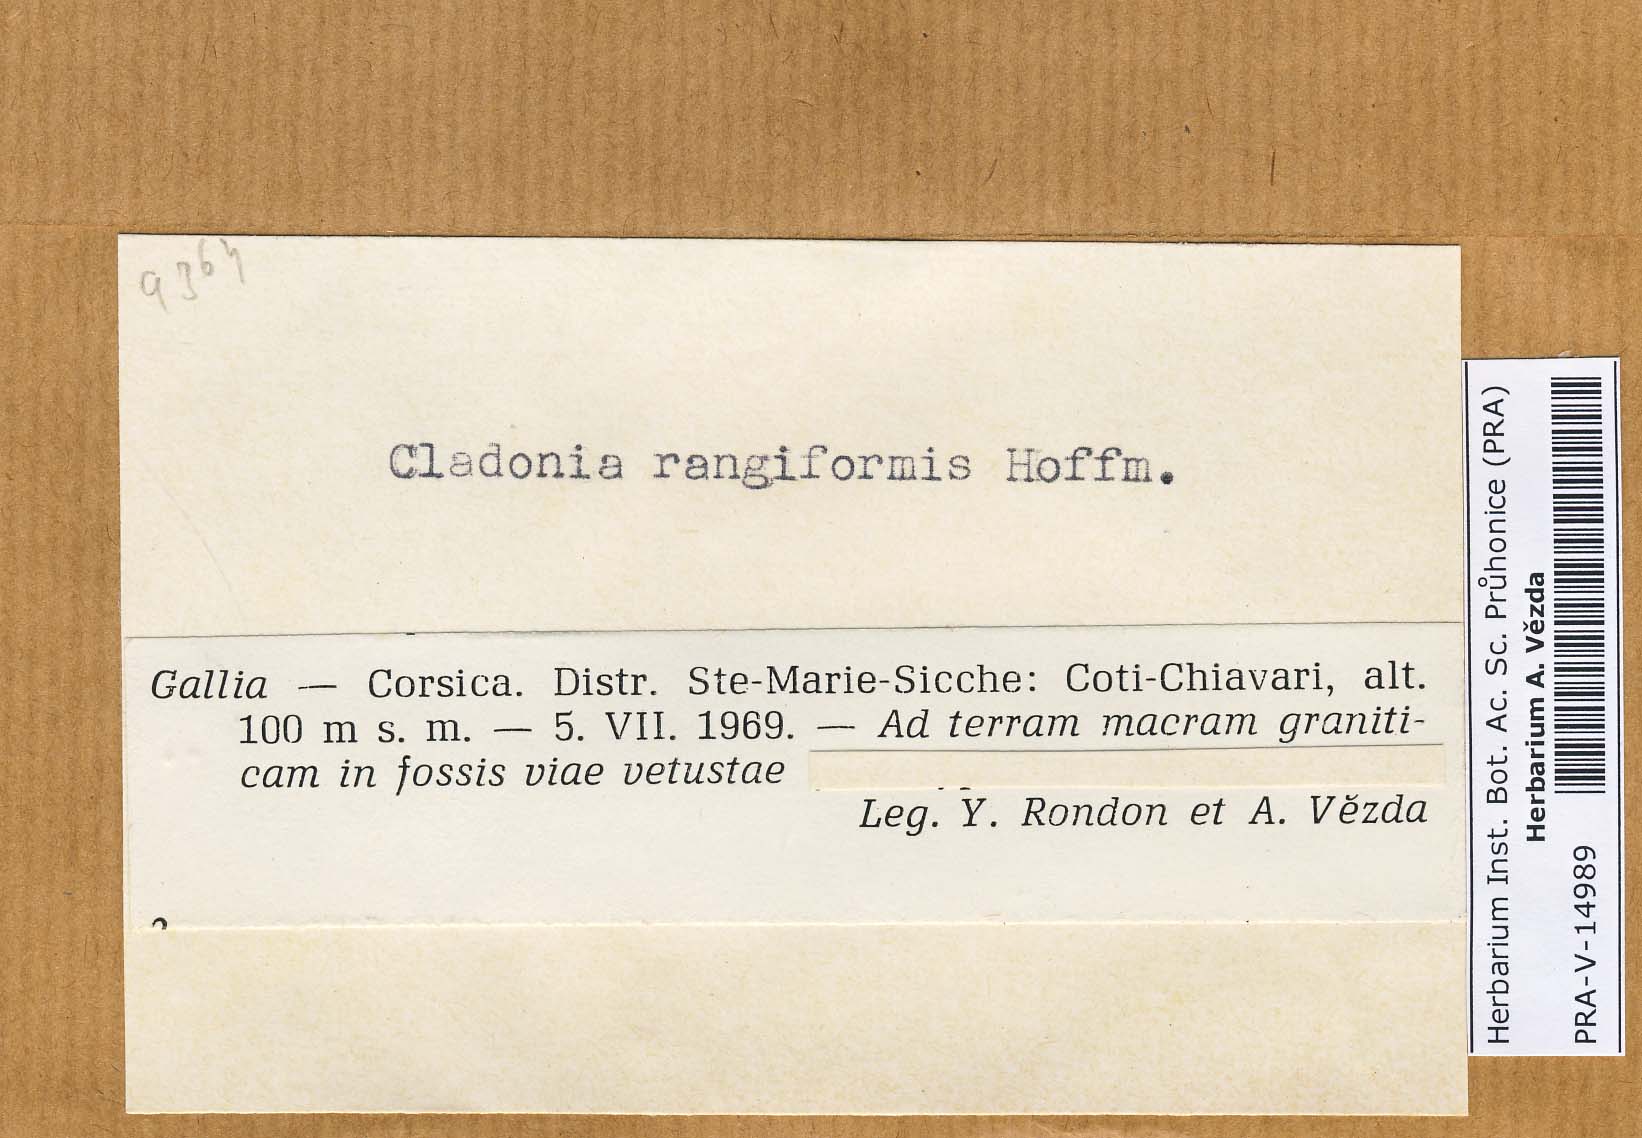 9364
Cladonia rangiformis Hoffm.
Gallia — Corsica. Distr. Ste-Marie-Sicche: Coti-Chiavari, alt.
100 m s. m. — 5. VII. 1969. — Ad terram macram graniti-
cam in fossis viae vetustae
Leg. Y. Rondon et A. Vězda
Herbarium Inst. Bot. Ac. Sc. Průhonice (PRA)
Herbarium A. Vězda
PRA-V-14989